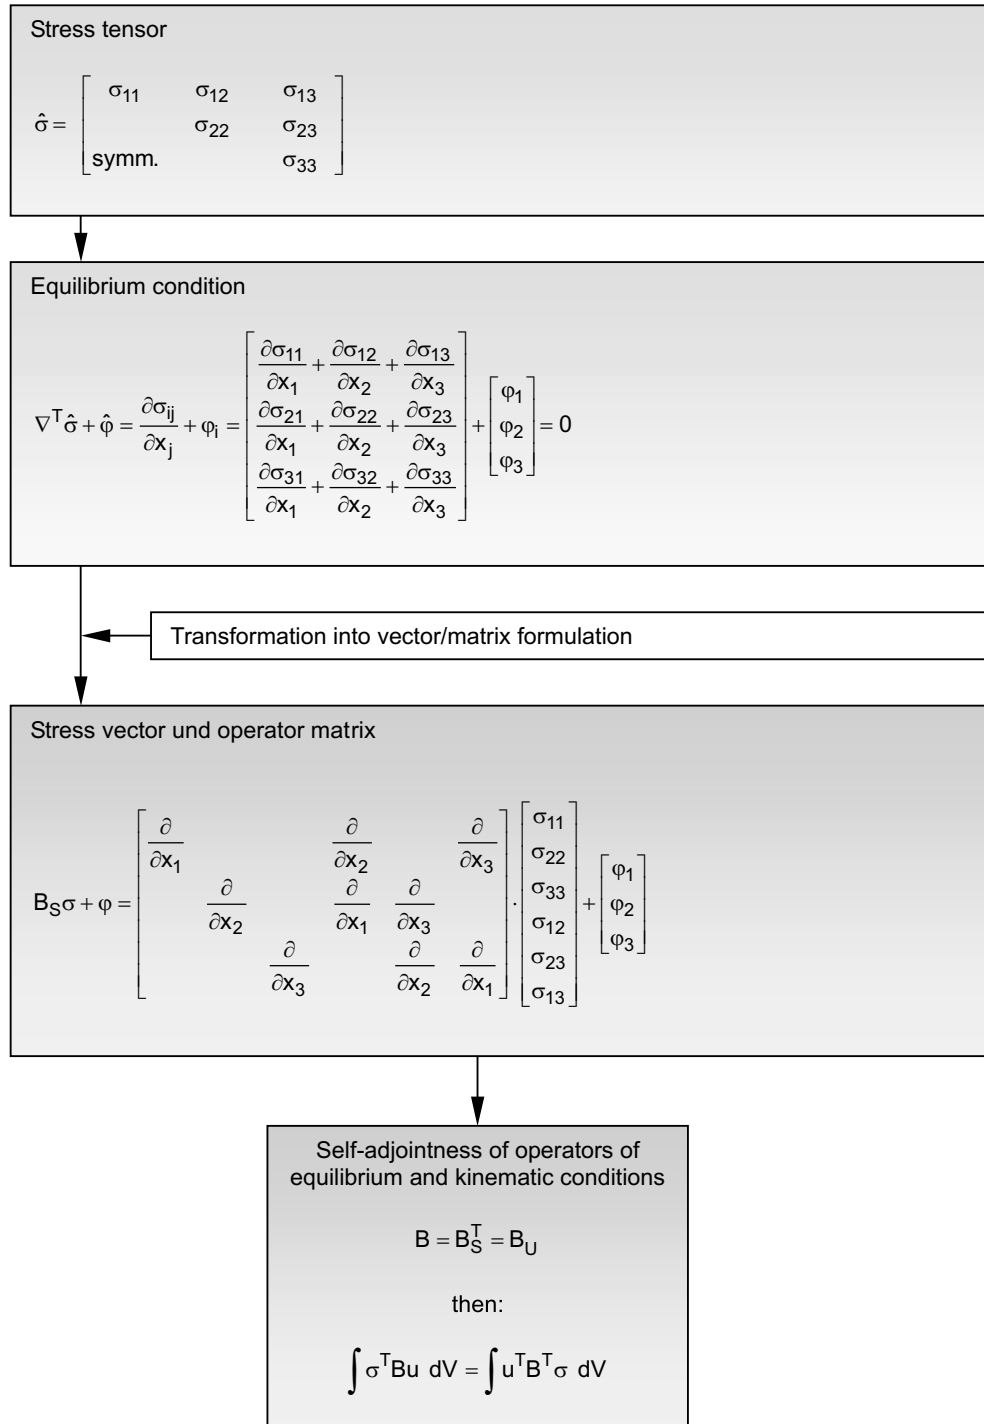 Stress tensor
σ̂ = [ σ11 σ12 σ13
σ22 σ23
symm. σ33 ]
Equilibrium condition
∇ᵀσ̂ + φ̂ = ∂σij/∂xj + φi = [ ∂σ11/∂x1 + ∂σ12/∂x2 + ∂σ13/∂x3
∂σ21/∂x1 + ∂σ22/∂x2 + ∂σ23/∂x3
∂σ31/∂x1 + ∂σ32/∂x2 + ∂σ33/∂x3 ] + [ φ1 φ2 φ3 ] = 0
Transformation into vector/matrix formulation
Stress vector und operator matrix
B_Sσ + φ = [ ∂/∂x1 ∂/∂x2 ∂/∂x3
∂/∂x2 ∂/∂x1 ∂/∂x3
∂/∂x3 ∂/∂x2 ∂/∂x1 ] · [ σ11 σ22 σ33 σ12 σ23 σ13 ] + [ φ1 φ2 φ3 ]
Self-adjointness of operators of
equilibrium and kinematic conditions
B = B_S^T = B_U
then:
∫ σᵀBu dV = ∫ uᵀBᵀσ dV